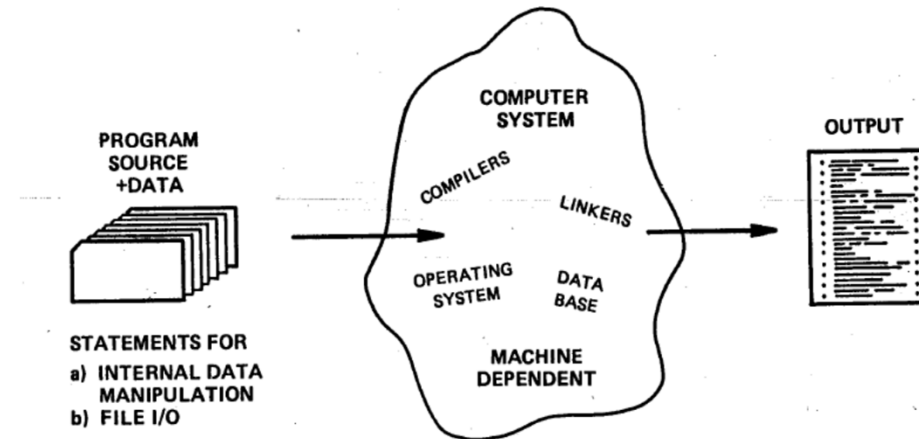 PROGRAM
SOURCE
+DATA
STATEMENTS FOR
a) INTERNAL DATA
MANIPULATION
b) FILE I/O
COMPUTER
SYSTEM
COMPILERS
LINKERS
OPERATING
SYSTEM
DATA
BASE
MACHINE
DEPENDENT
OUTPUT